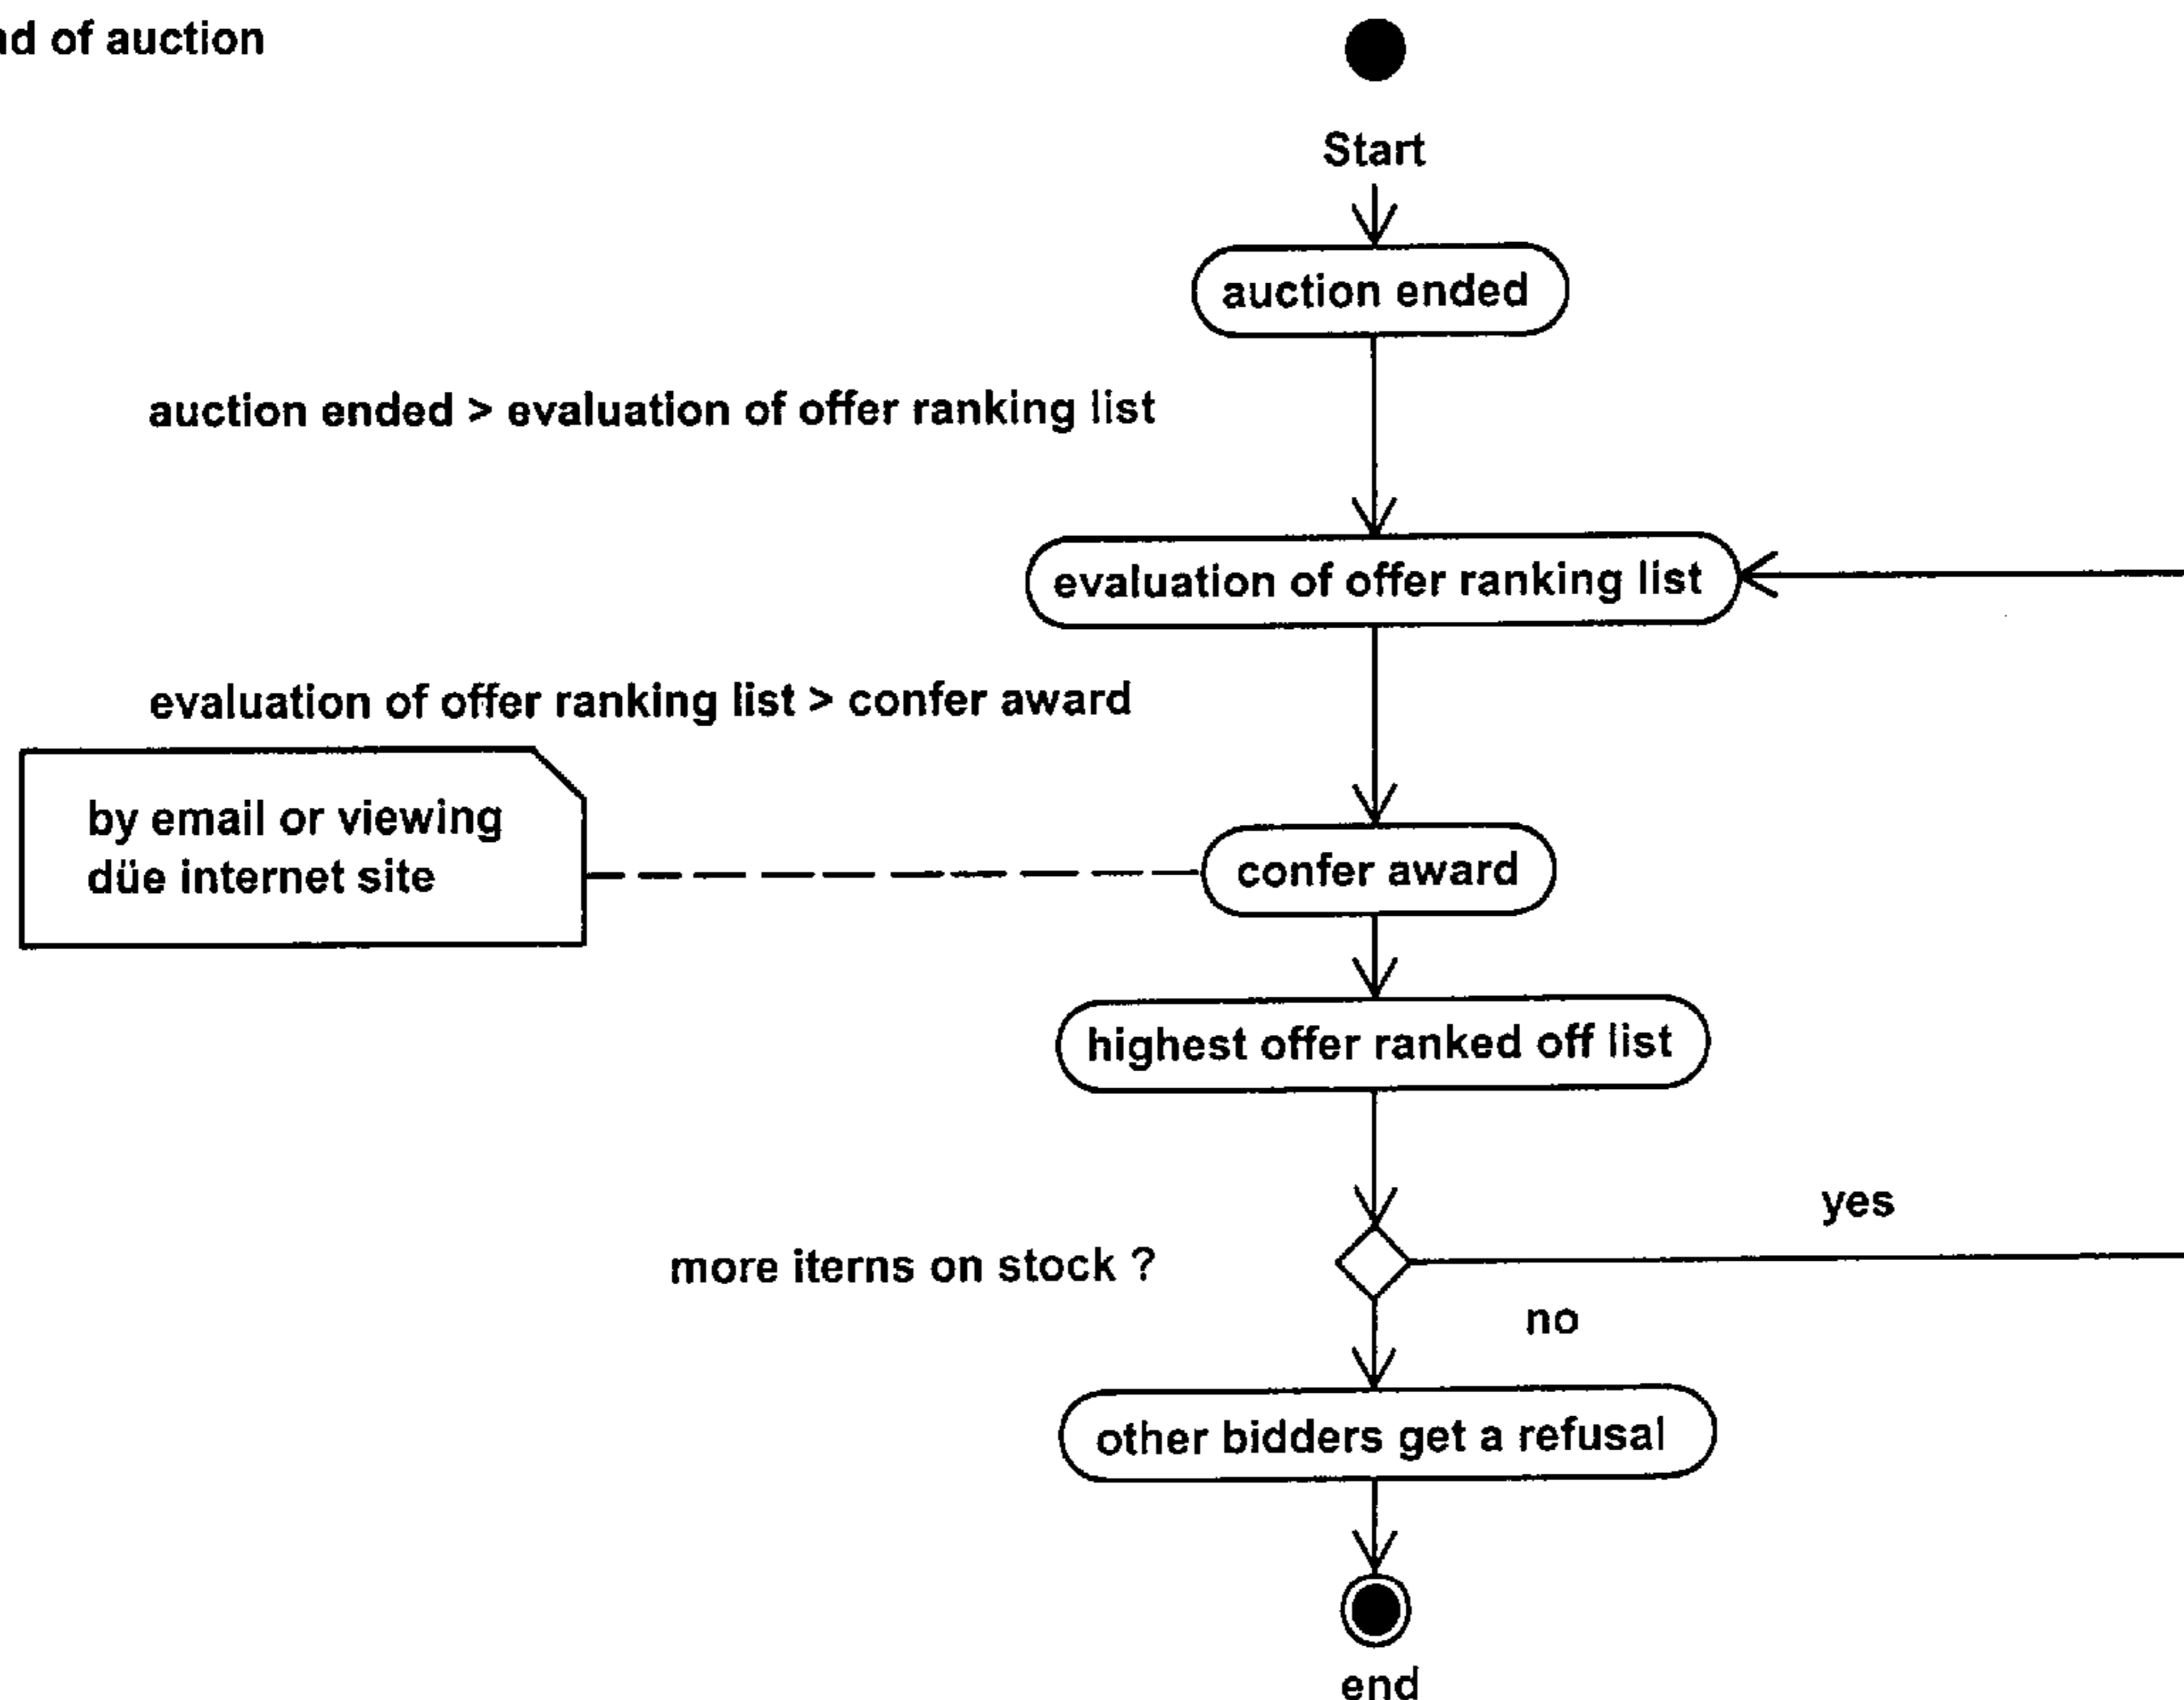 nd of auction
Start
auction ended
auction ended > evaluation of offer ranking list
evaluation of offer ranking list
evaluation of offer ranking list > confer award
by email or viewing
düe internet site
confer award
highest offer ranked off list
yes
more iterns on stock ?
no
other bidders get a refusal
end